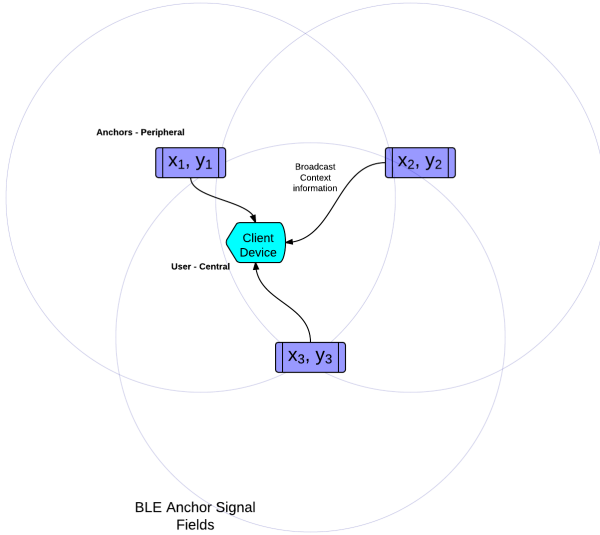 Anchors - Peripheral
x₁, y₁
x₂, y₂
Broadcast
Context
information
Client
Device
User - Central
x₃, y₃
BLE Anchor Signal
Fields